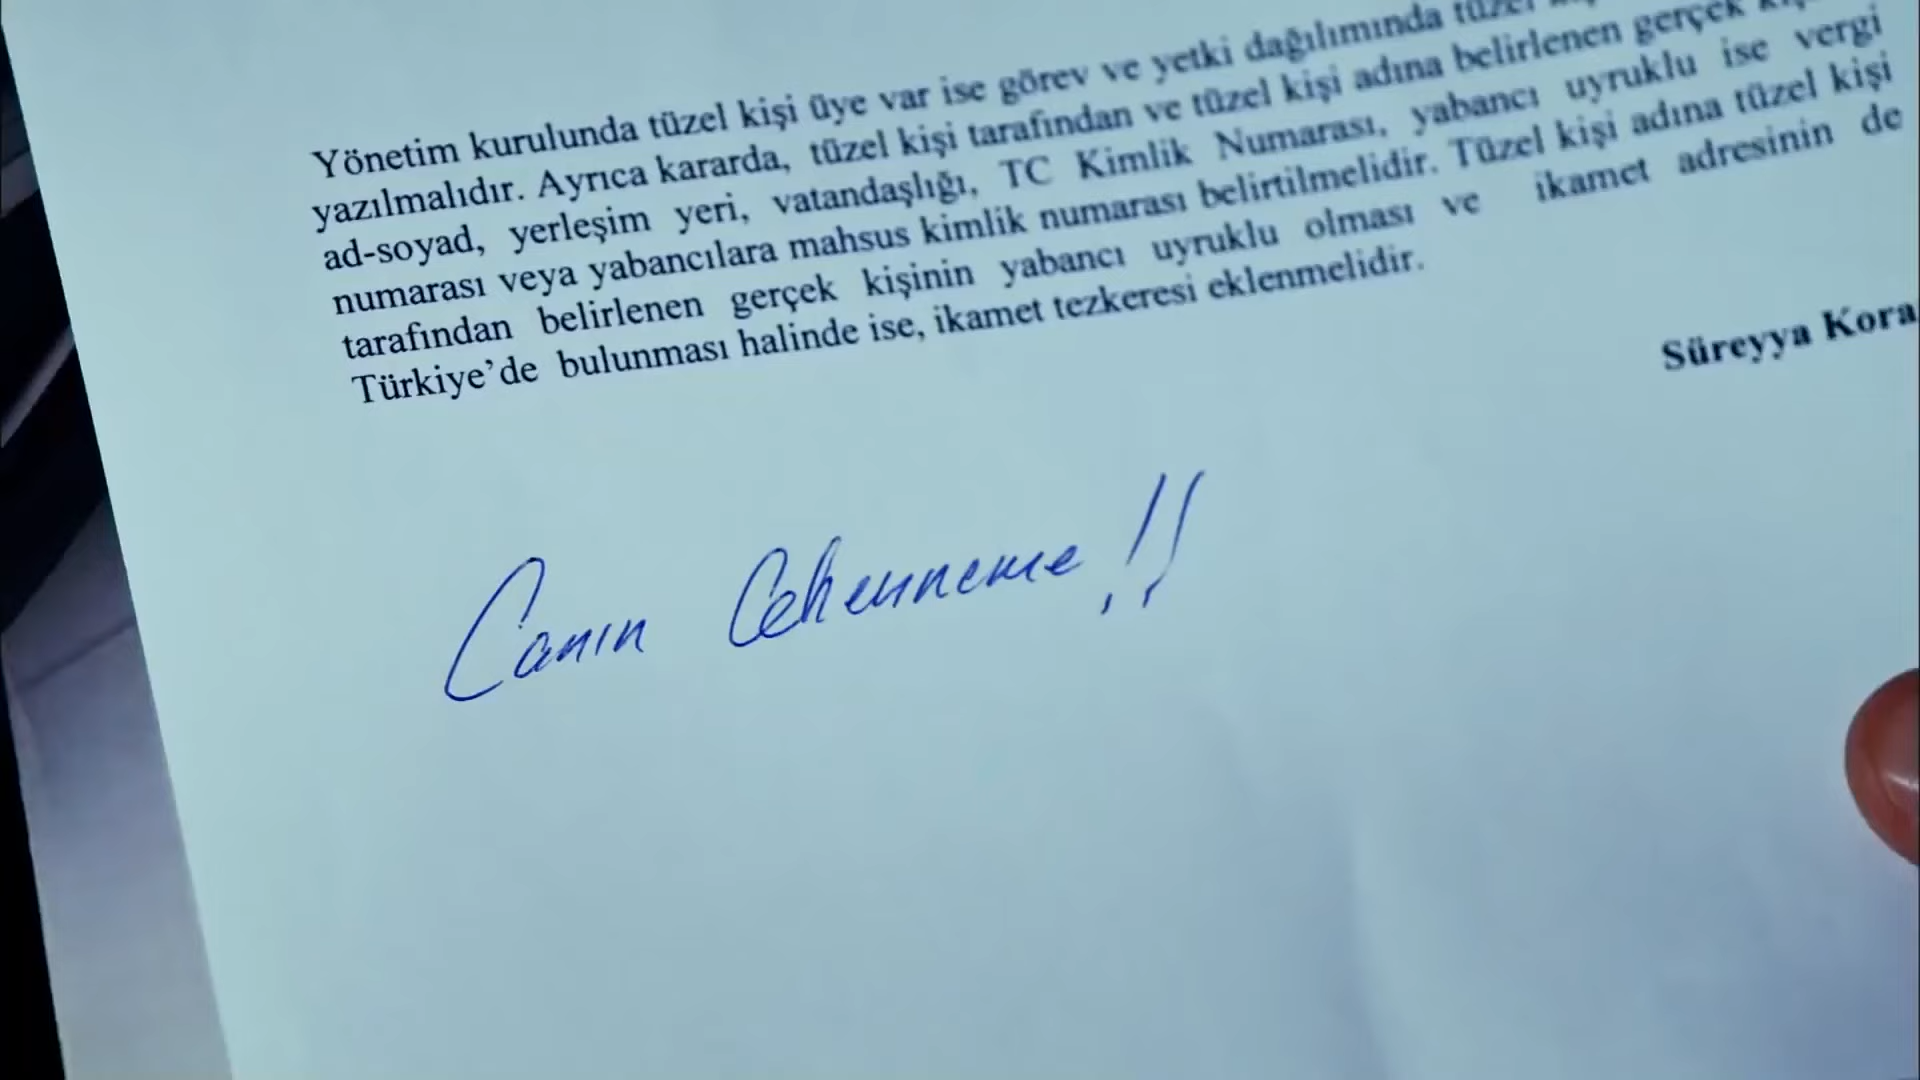 Yönetim kurulunda tüzel kişi üye var ise görev ve yetki dağılımında tüzel
yazılmalıdır. Ayrıca kararda, tüzel kişi tarafından ve tüzel kişi adına belirlenen gerçek
ad-soyad, yerleşim yeri, vatandaşlığı, TC Kimlik Numarası, yabancı uyruklu ise vergi
numarası veya yabancılara mahsus kimlik numarası belirtilmelidir. Tüzel kişi adına tüzel kişi
tarafından belirlenen gerçek kişinin yabancı uyruklu olması ve ikamet adresinin de
Türkiye'de bulunması halinde ise, ikamet tezkeresi eklenmelidir.
Süreyya Kora
Canın Cehenneme!!